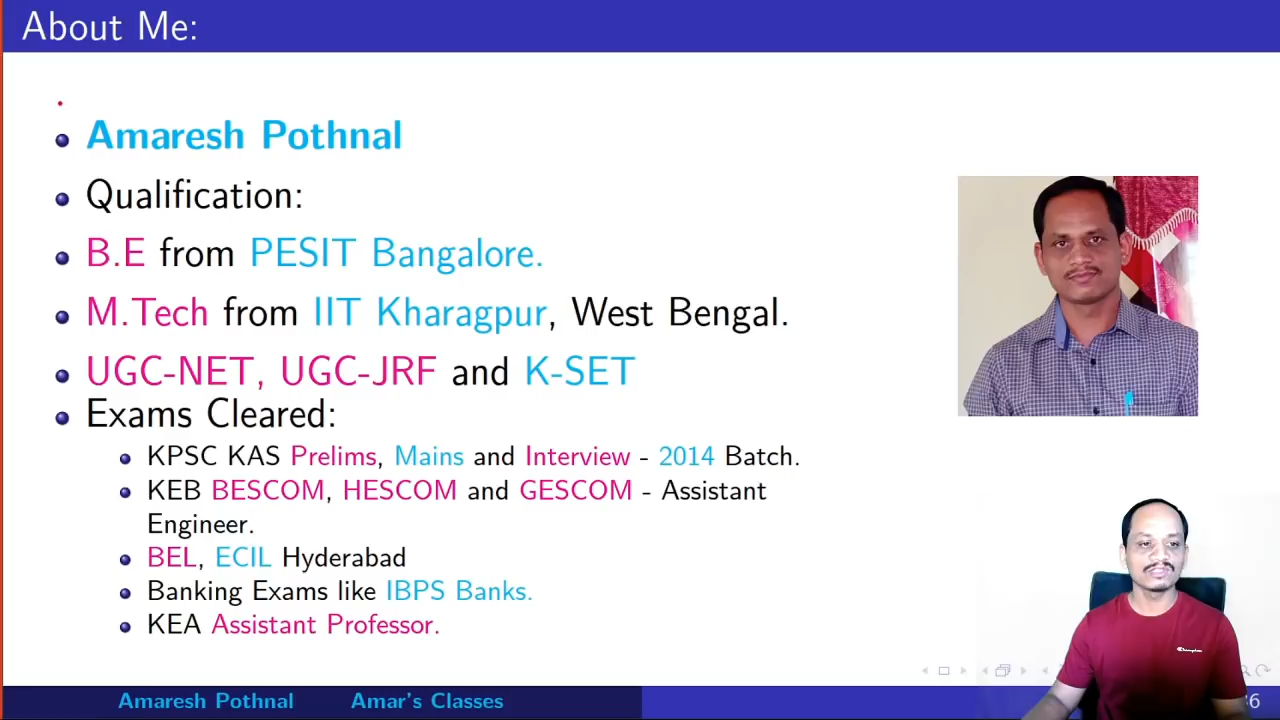 About Me:
Amaresh Pothnal
Qualification:
B.E from PESIT Bangalore.
M.Tech from IIT Kharagpur, West Bengal.
UGC-NET, UGC-JRF and K-SET
Exams Cleared:
KPSC KAS Prelims, Mains and Interview - 2014 Batch.
KEB BESCOM, HESCOM and GESCOM - Assistant
Engineer.
BEL, ECIL Hyderabad
Banking Exams like IBPS Banks.
KEA Assistant Professor.
Champion
Amaresh Pothnal Amar's Classes